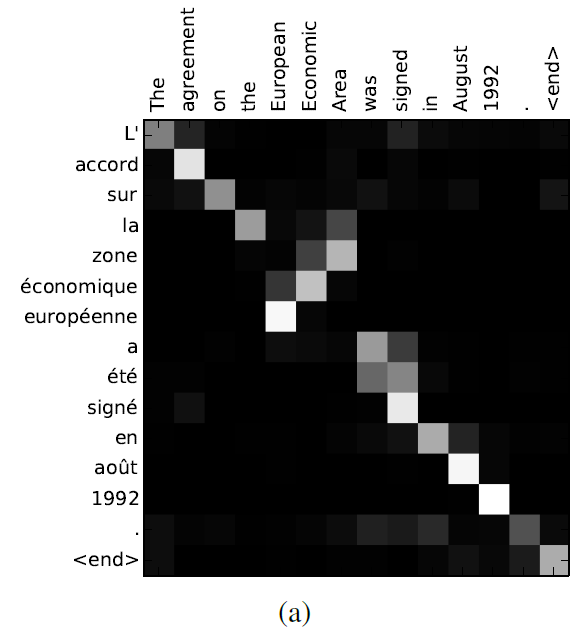 The agreement on the European Economic Area was signed in August 1992 . <end>
L'
accord
sur
la
zone
économique
européenne
a
été
signé
en
août
1992
.
<end>
(a)